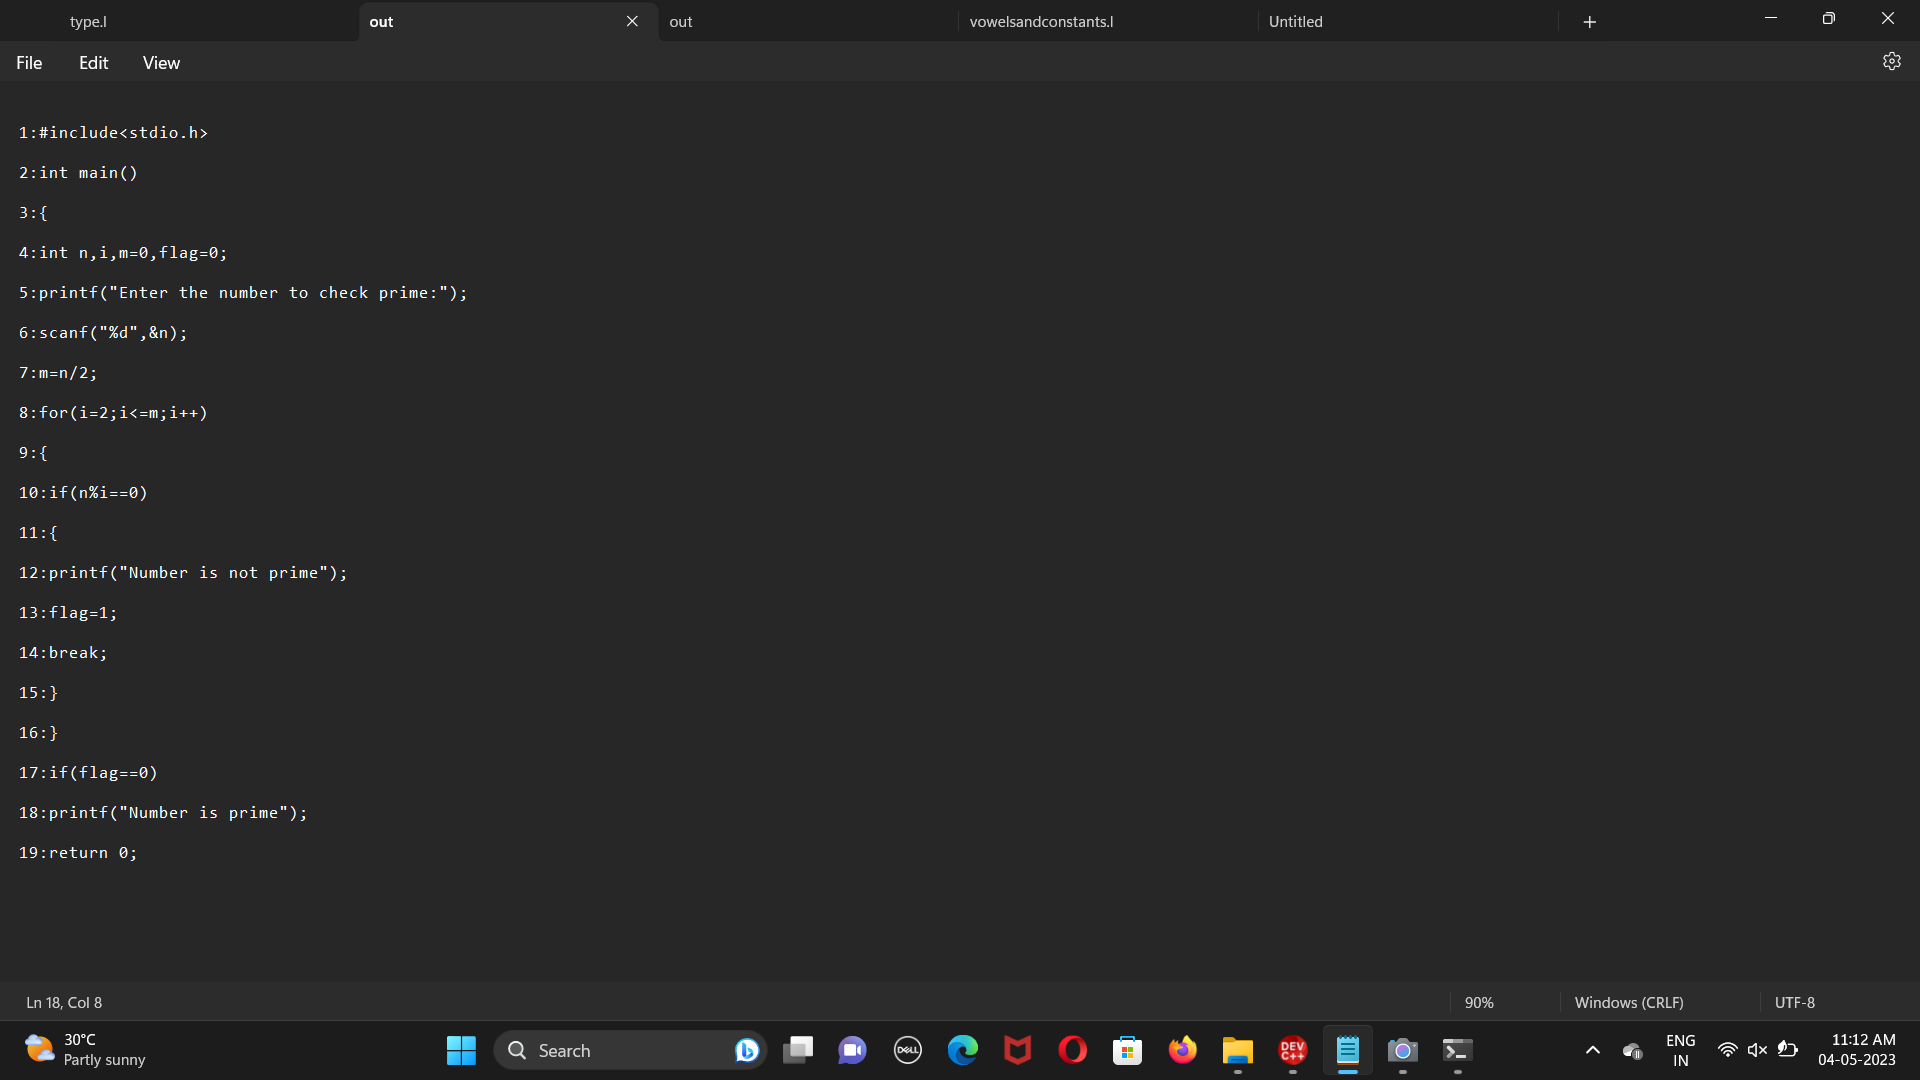 type.l
out
out
vowelsandconstants.l
Untitled
File Edit View
1:#include<stdio.h>
2:int main()
3:{
4:int n,i,m=0,flag=0;
5:printf("Enter the number to check prime:");
6:scanf("%d",&n);
7:m=n/2;
8:for(i=2;i<=m;i++)
9:{
10:if(n%i==0)
11:{
12:printf("Number is not prime");
13:flag=1;
14:break;
15:}
16:}
17:if(flag==0)
18:printf("Number is prime");
19:return 0;
Ln 18, Col 8
90%
Windows (CRLF)
UTF-8
30°C
Partly sunny
Search
DELL
DEV
C++
ENG
IN
11:12 AM
04-05-2023